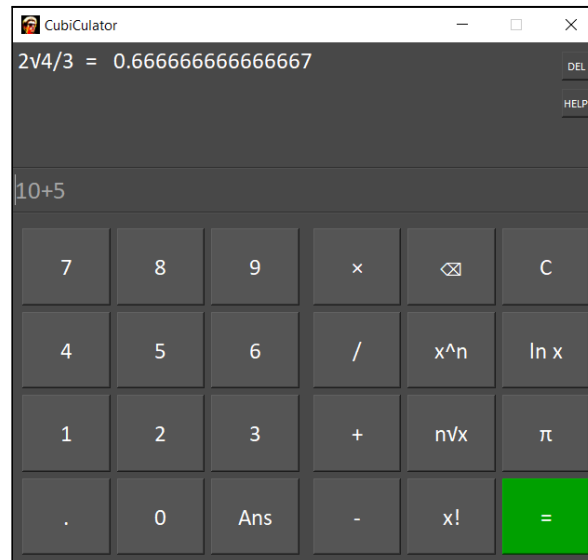 CubiCulator
2√4/3 = 0.666666666666667
DEL
HELP
10+5
7 8 9 × ⌫ C
4 5 6 / x^n ln x
1 2 3 + n√x π
. 0 Ans - x! =